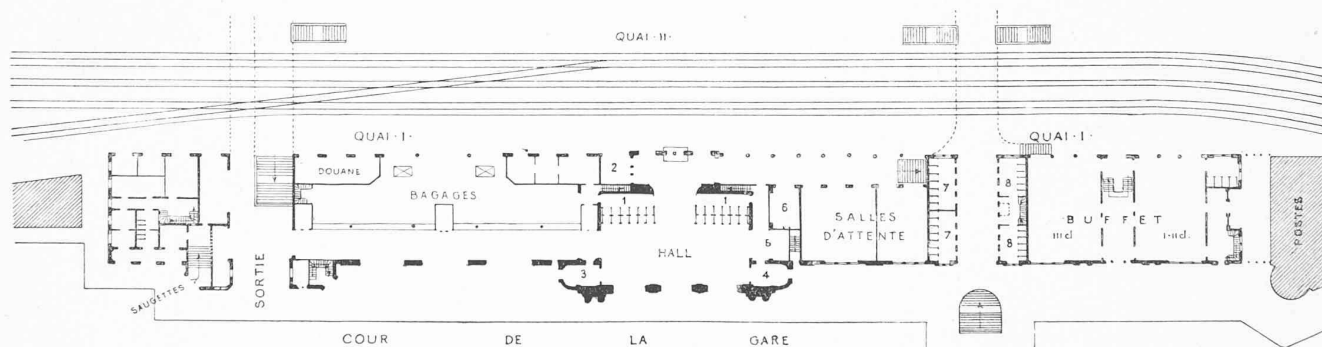 QUAI·II·
QUAI·I·
QUAI·I·
DOUANE
2
BAGAGES
1
1
6
SALLES
D'ATTENTE
7
8
BUFFET
III cl.
I-II cl.
POSTES
HALL
5
7
8
3
4
SAUGETTES
SORTIE
COUR DE LA GARE